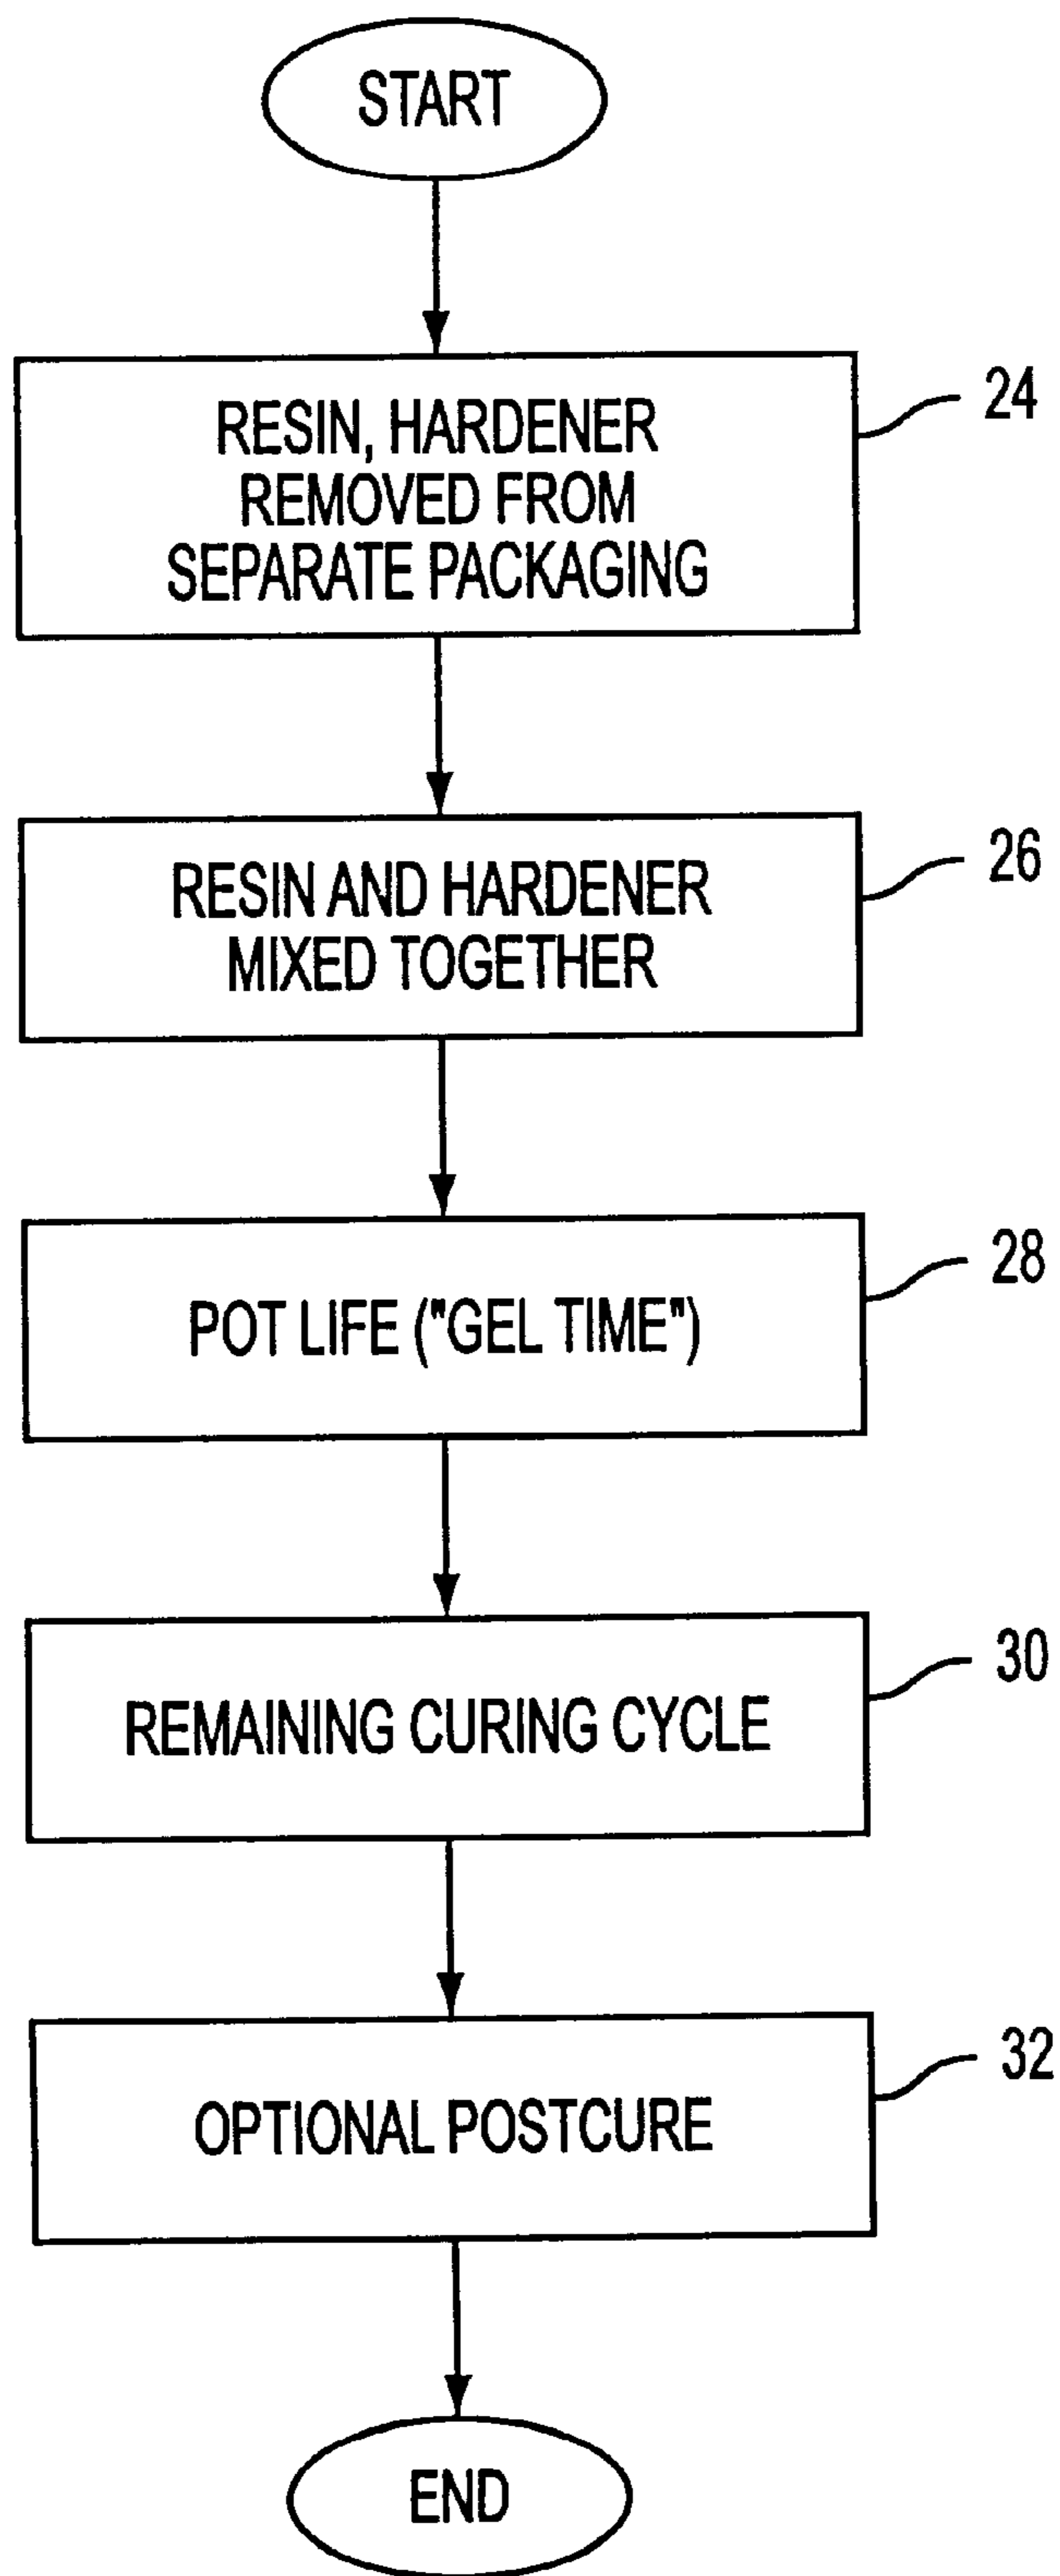 START
RESIN, HARDENER
REMOVED FROM
SEPARATE PACKAGING
24
RESIN AND HARDENER
MIXED TOGETHER
26
POT LIFE ("GEL TIME")
28
REMAINING CURING CYCLE
30
OPTIONAL POSTCURE
32
END